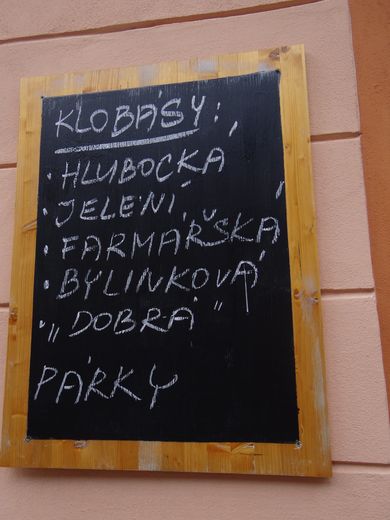 KLOBÁSY:
• HLUBOCKÁ
• JELENÍ
• FARMÁŘSKÁ
• BYLINKOVÁ
• „DOBRÁ"
PÁRKY